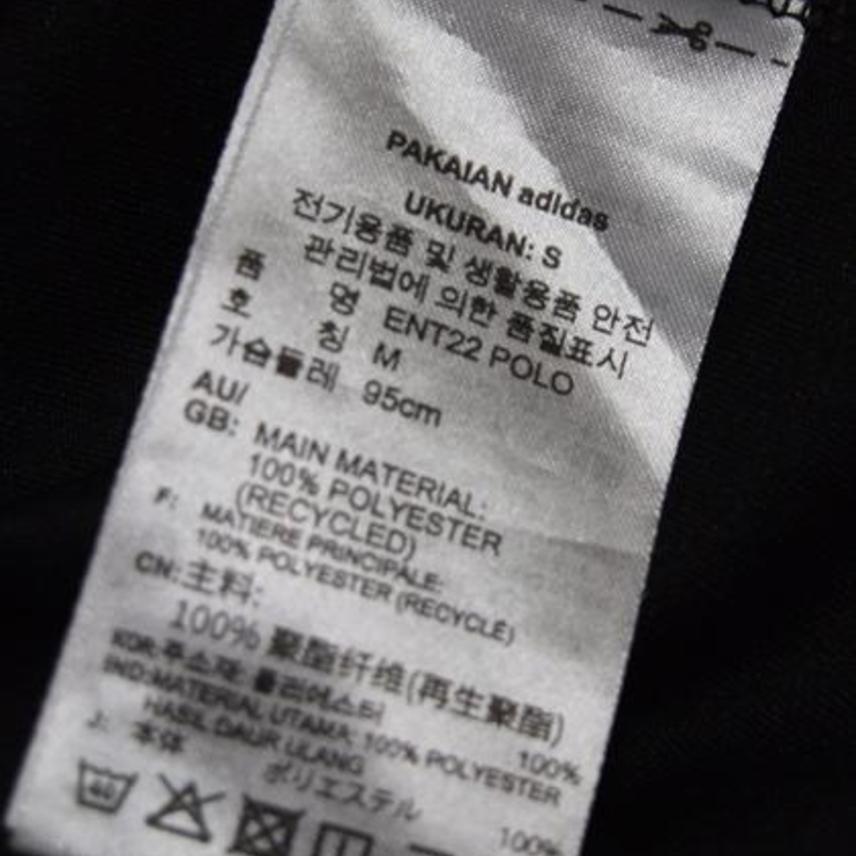 PAKAIAN adidas
UKURAN: S
전기용품 및 생활용품 안전
관리법에 의한 품질표시
품 명 ENT22 POLO
호 칭 M
가슴둘레 95cm
AU/
GB: MAIN MATERIAL:
100% POLYESTER
(RECYCLED)
F: MATIERE PRINCIPALE:
100% POLYESTER (RECYCLÉ)
CN:主料:
100% 聚酯纤维(再生聚酯)
KOR:주소재: 폴리에스터 100%
IND:MATERIAL UTAMA: 100% POLYESTER
HASIL DAUR ULANG
J: 本体
ポリエステル 100%
40